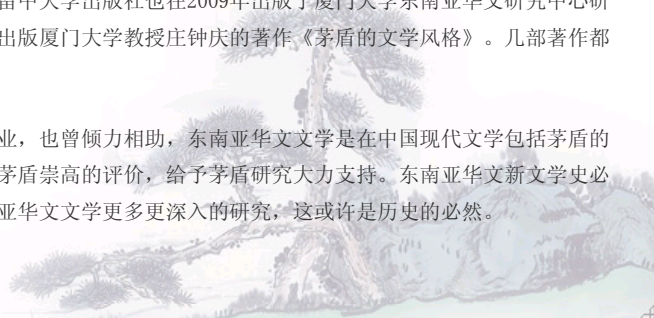 留中大学出版社也在2009年出版了厦门大学东南亚华文研究中心研
出版厦门大学教授庄钟庆的著作《茅盾的文学风格》。几部著作都
业，也曾倾力相助，东南亚华文文学是在中国现代文学包括茅盾的
茅盾崇高的评价，给予茅盾研究大力支持。东南亚华文新文学史必
亚华文文学更多更深入的研究，这或许是历史的必然。